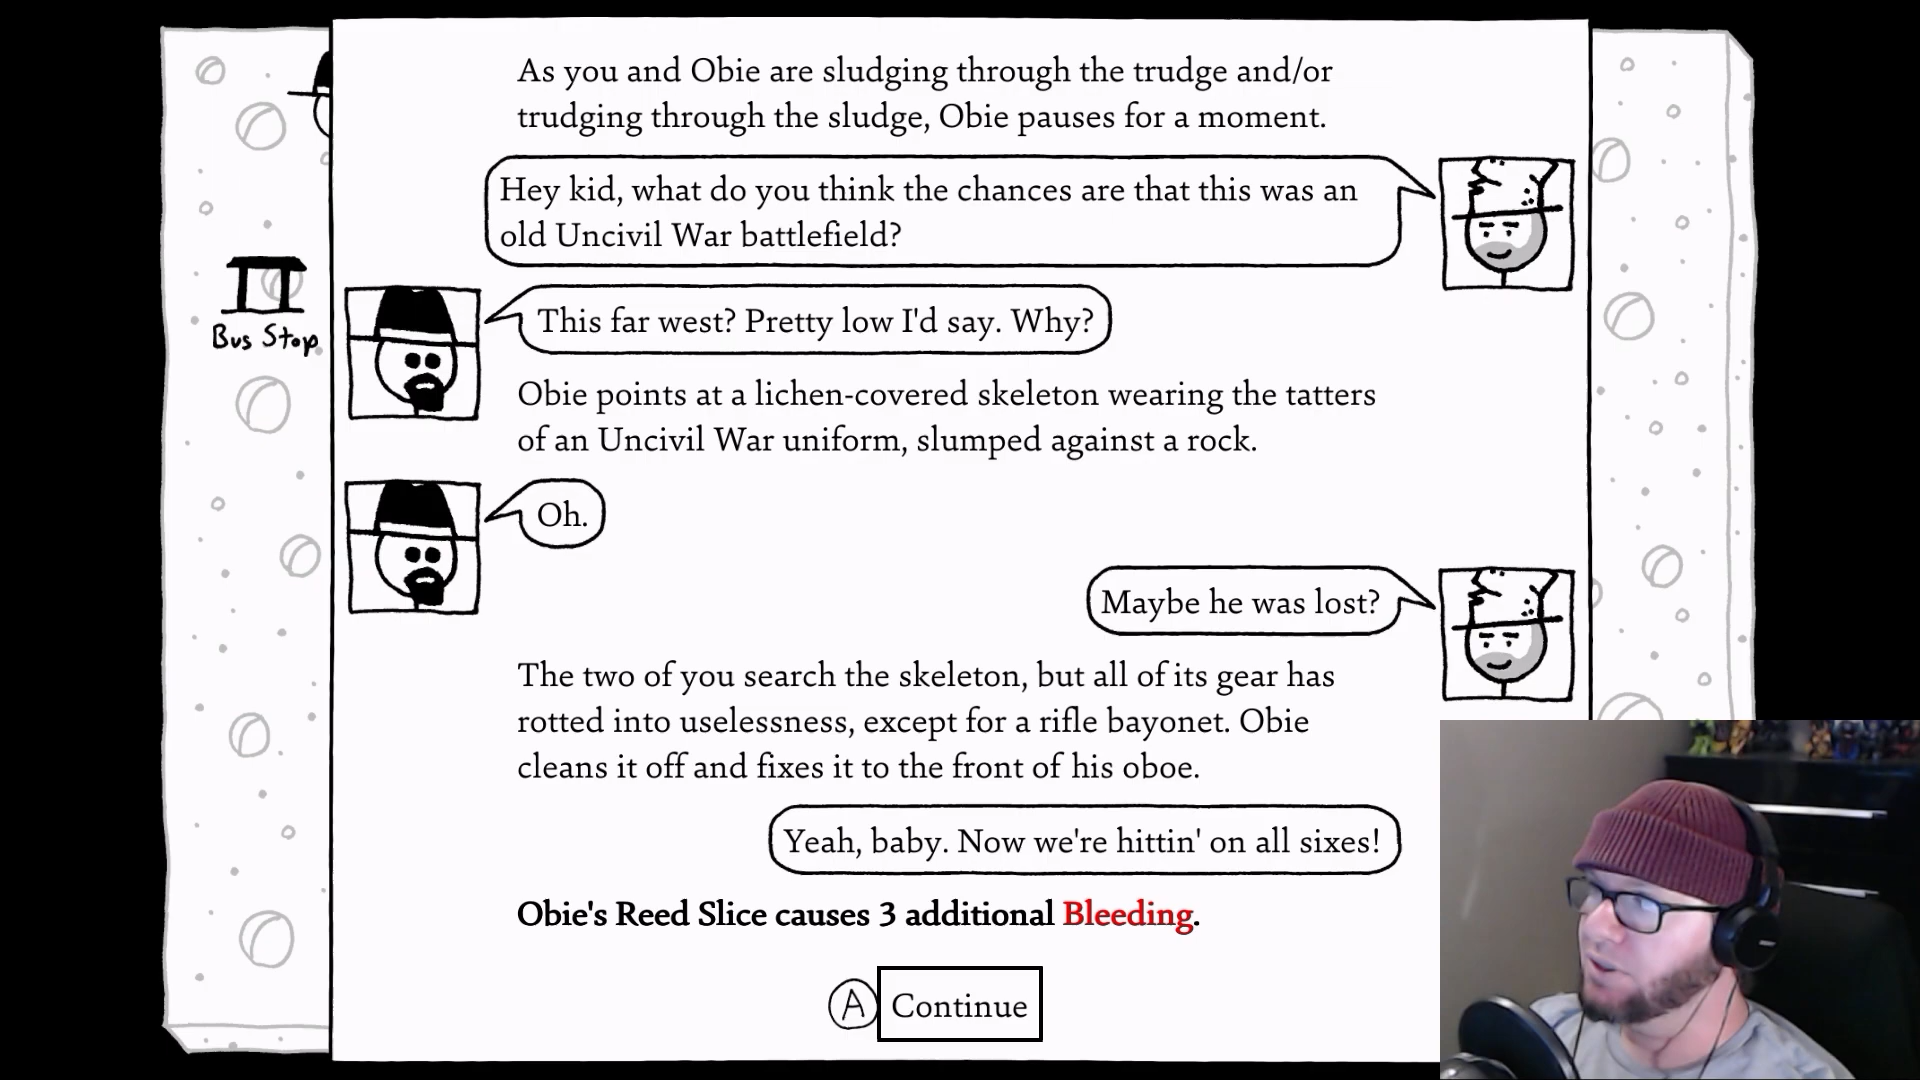 As you and Obie are sludging through the trudge and/or
trudging through the sludge, Obie pauses for a moment.
Hey kid, what do you think the chances are that this was an
old Uncivil War battlefield?
Bus Stop
This far west? Pretty low I'd say. Why?
Obie points at a lichen-covered skeleton wearing the tatters
of an Uncivil War uniform, slumped against a rock.
Oh.
Maybe he was lost?
The two of you search the skeleton, but all of its gear has
rotted into uselessness, except for a rifle bayonet. Obie
cleans it off and fixes it to the front of his oboe.
Yeah, baby. Now we're hittin' on all sixes!
Obie's Reed Slice causes 3 additional Bleeding.
A Continue